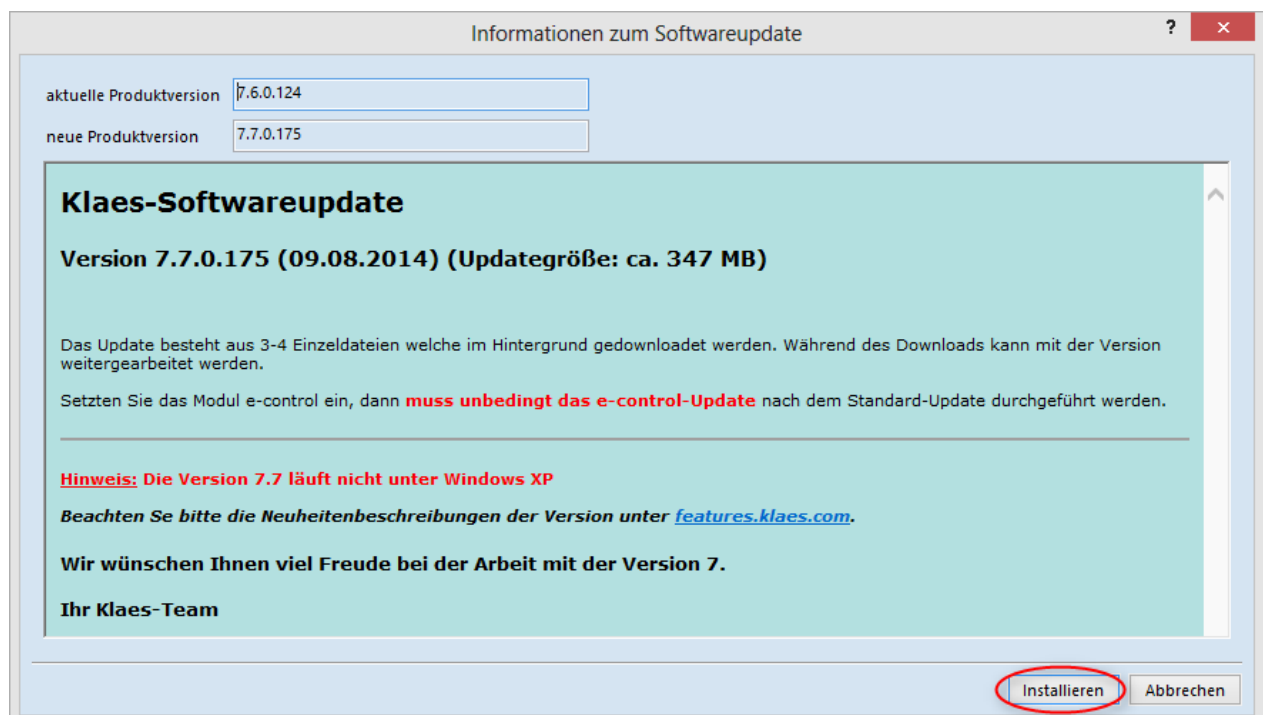 Informationen zum Softwareupdate
?
aktuelle Produktversion 7.6.0.124
neue Produktversion 7.7.0.175
Klaes-Softwareupdate
Version 7.7.0.175 (09.08.2014) (Updategröße: ca. 347 MB)
Das Update besteht aus 3-4 Einzeldateien welche im Hintergrund gedownloadet werden. Während des Downloads kann mit der Version
weitergearbeitet werden.
Setzten Sie das Modul e-control ein, dann muss unbedingt das e-control-Update nach dem Standard-Update durchgeführt werden.
Hinweis: Die Version 7.7 läuft nicht unter Windows XP
Beachten Se bitte die Neuheitenbeschreibungen der Version unter features.klaes.com.
Wir wünschen Ihnen viel Freude bei der Arbeit mit der Version 7.
Ihr Klaes-Team
Installieren Abbrechen